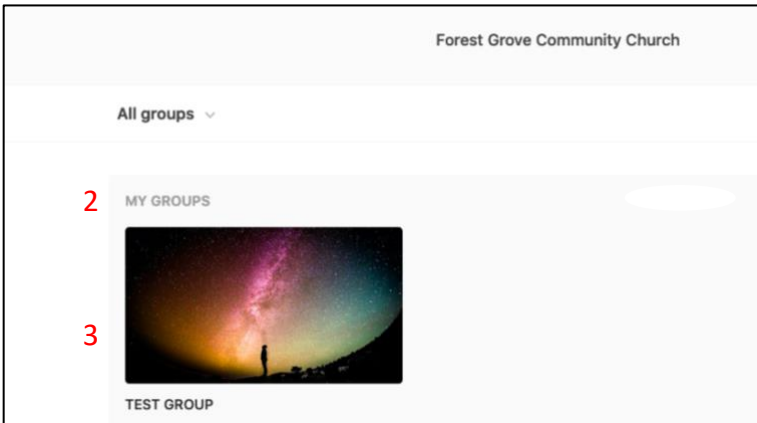 Forest Grove Community Church
All groups
2 MY GROUPS
3
TEST GROUP